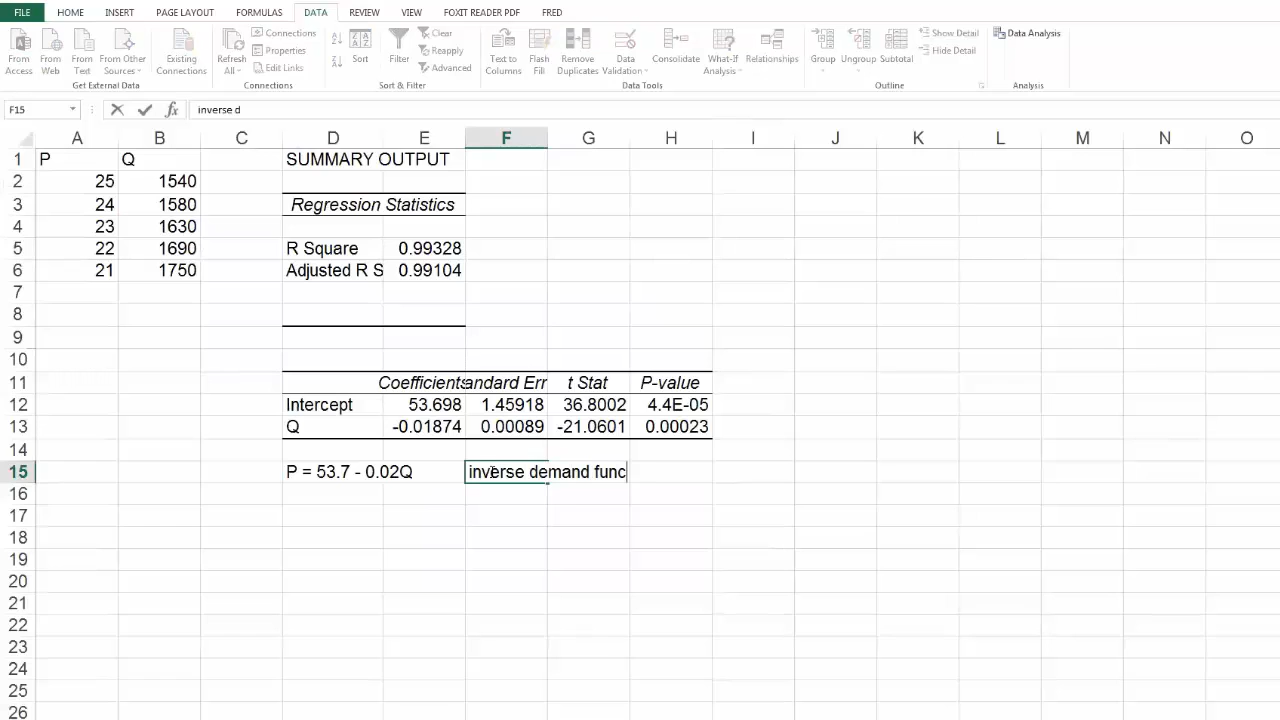 FILE HOME INSERT PAGE LAYOUT FORMULAS DATA REVIEW VIEW FOXIT READER PDF FRED
From Access From Web From Text From Other Sources Existing Connections Refresh All Connections Properties Edit Links Sort Filter Clear Reapply Advanced Text to Columns Flash Fill Remove Duplicates Data Validation Consolidate What-If Analysis Relationships Group Ungroup Subtotal Show Detail Hide Detail Data Analysis
Get External Data Connections Sort & Filter Data Tools Outline Analysis
F15 fx inverse d
A B C D E F G H I J K L M N O
1 P Q SUMMARY OUTPUT
2 25 1540
3 24 1580 Regression Statistics
4 23 1630
5 22 1690 R Square 0.99328
6 21 1750 Adjusted R S 0.99104
7
8
9
10
11 Coefficients andard Err t Stat P-value
12 Intercept 53.698 1.45918 36.8002 4.4E-05
13 Q -0.01874 0.00089 -21.0601 0.00023
14
15 P = 53.7 - 0.02Q inverse demand func
16
17
18
19
20
21
22
23
24
25
26